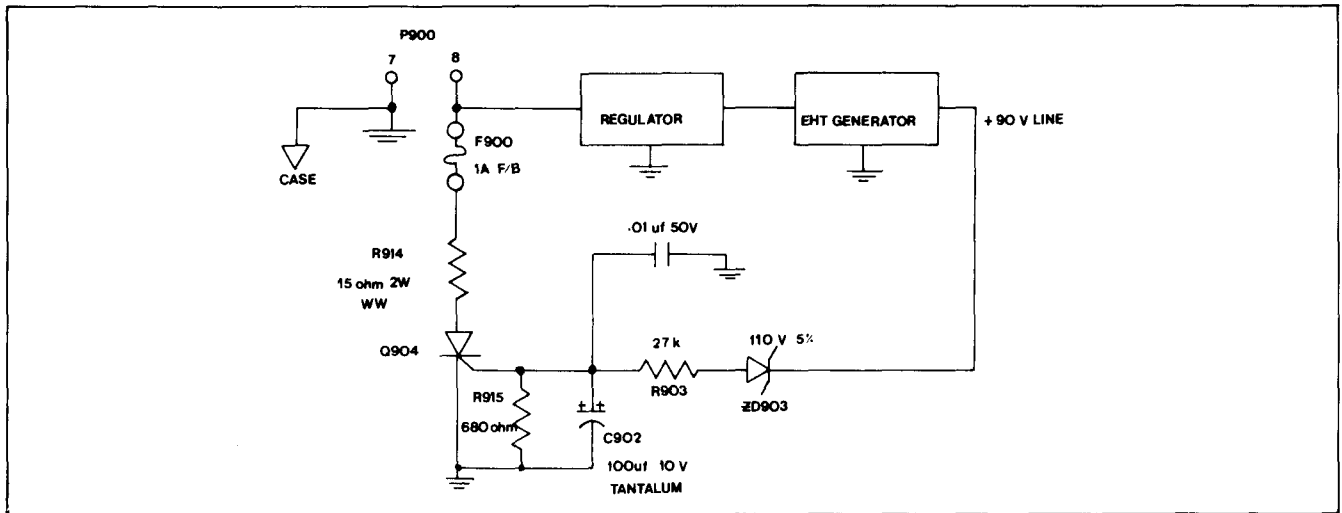 P900
7
8
REGULATOR
EHT GENERATOR
+ 90 V LINE
F900
1A F/B
CASE
.01 uf 50V
R914
15 ohm 2W
WW
Q904
27 k
110 V 5%
R903
ZD903
R915
680 ohm
+ +
C902
100uf 10 V
TANTALUM